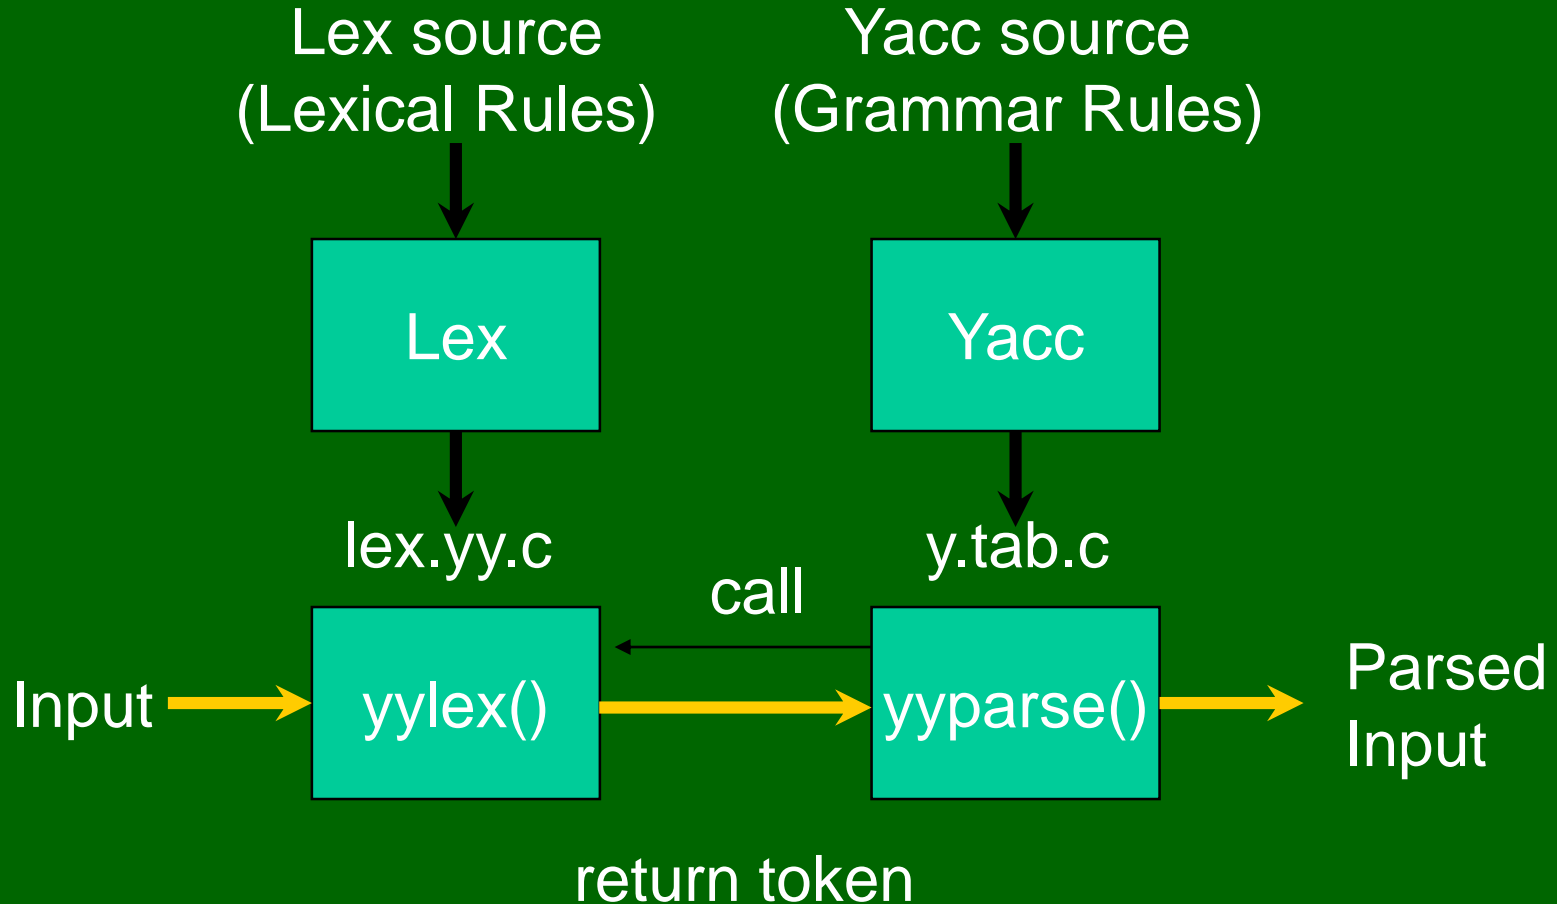 Lex source
(Lexical Rules)
Yacc source
(Grammar Rules)
Lex
Yacc
lex.yy.c
y.tab.c
call
Input
yylex()
yyparse()
Parsed
Input
return token